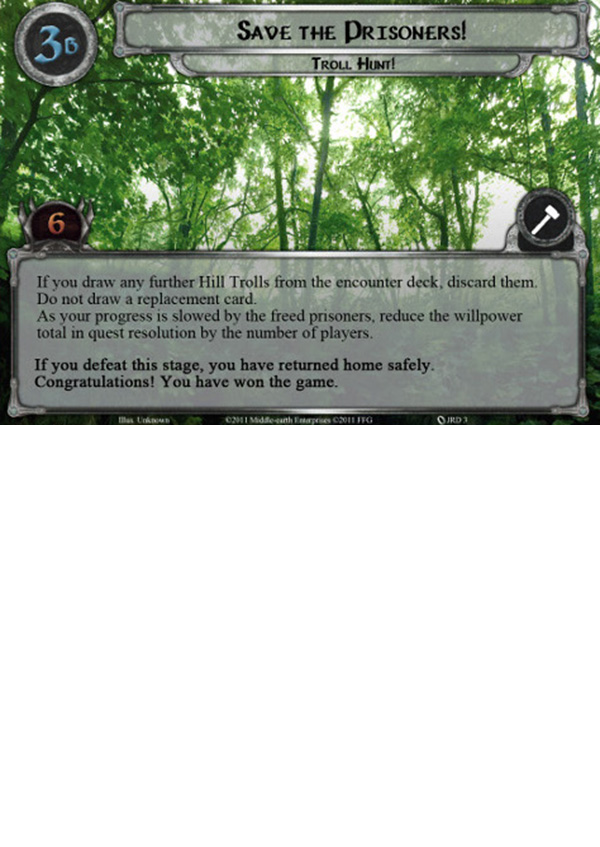 3B
Save the Prisoners!
Troll Hunt!
6
If you draw any further Hill Trolls from the encounter deck, discard them.
Do not draw a replacement card.
As your progress is slowed by the freed prisoners, reduce the willpower
total in quest resolution by the number of players.
If you defeat this stage, you have returned home safely.
Congratulations! You have won the game.
Illus. Unknown ©2011 Middle-earth Enterprises ©2011 FFG JRD 3